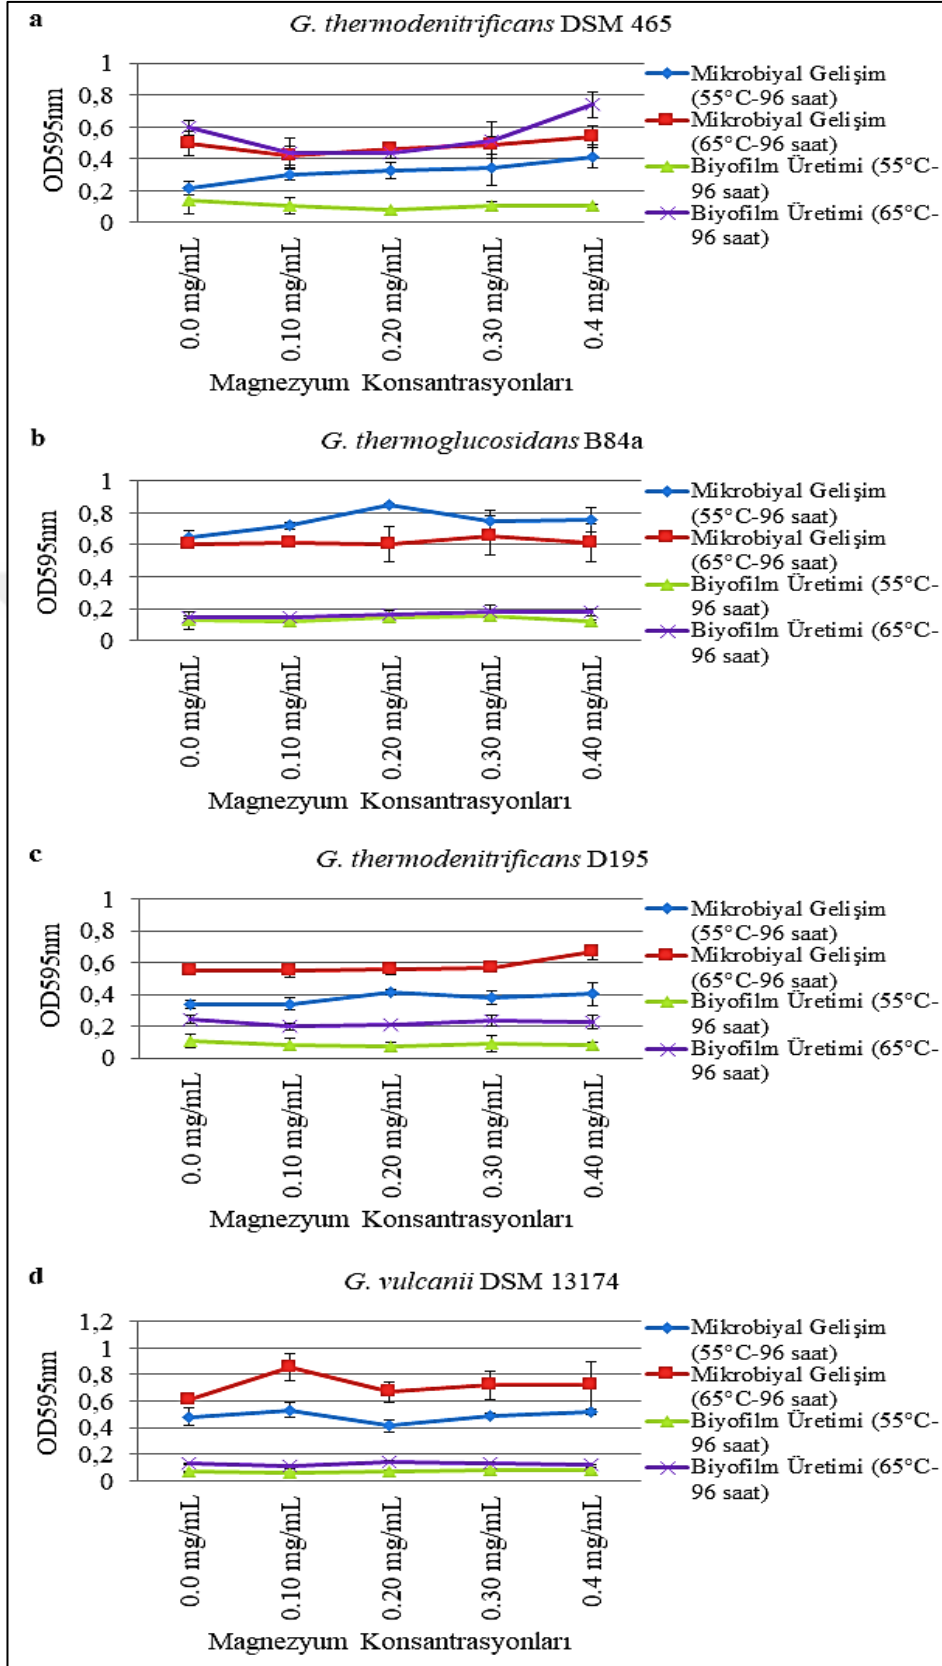 a
G. thermodenitrificans DSM 465
1
0,8
0,6
0,4
0,2
0
OD595nm
0.0 mg/mL
0.10 mg/mL
0.20 mg/mL
0.30 mg/mL
0.4 mg/mL
Magnezyum Konsantrasyonları
Mikrobiyal Gelişim
(55°C-96 saat)
Mikrobiyal Gelişim
(65°C-96 saat)
Biyofilm Üretimi (55°C-
96 saat)
Biyofilm Üretimi (65°C-
96 saat)
b
G. thermoglucosidans B84a
1
0,8
0,6
0,4
0,2
0
OD595nm
0.0 mg/mL
0.10 mg/mL
0.20 mg/mL
0.30 mg/mL
0.40 mg/mL
Magnezyum Konsantrasyonları
Mikrobiyal Gelişim
(55°C-96 saat)
Mikrobiyal Gelişim
(65°C-96 saat)
Biyofilm Üretimi (55°C-
96 saat)
Biyofilm Üretimi (65°C-
96 saat)
c
G. thermodenitrificans D195
1
0,8
0,6
0,4
0,2
0
OD595nm
0.0 mg/mL
0.10 mg/mL
0.20 mg/mL
0.30 mg/mL
0.40 mg/mL
Magnezyum Konsantrasyonları
Mikrobiyal Gelişim
(55°C-96 saat)
Mikrobiyal Gelişim
(65°C-96 saat)
Biyofilm Üretimi (55°C-
96 saat)
Biyofilm Üretimi (65°C-
96 saat)
d
G. vulcanii DSM 13174
1,2
1
0,8
0,6
0,4
0,2
0
OD595nm
0.0 mg/mL
0.10 mg/mL
0.20 mg/mL
0.30 mg/mL
0.4 mg/mL
Magnezyum Konsantrasyonları
Mikrobiyal Gelişim
(55°C-96 saat)
Mikrobiyal Gelişim
(65°C-96 saat)
Biyofilm Üretimi (55°C-
96 saat)
Biyofilm Üretimi (65°C-
96 saat)